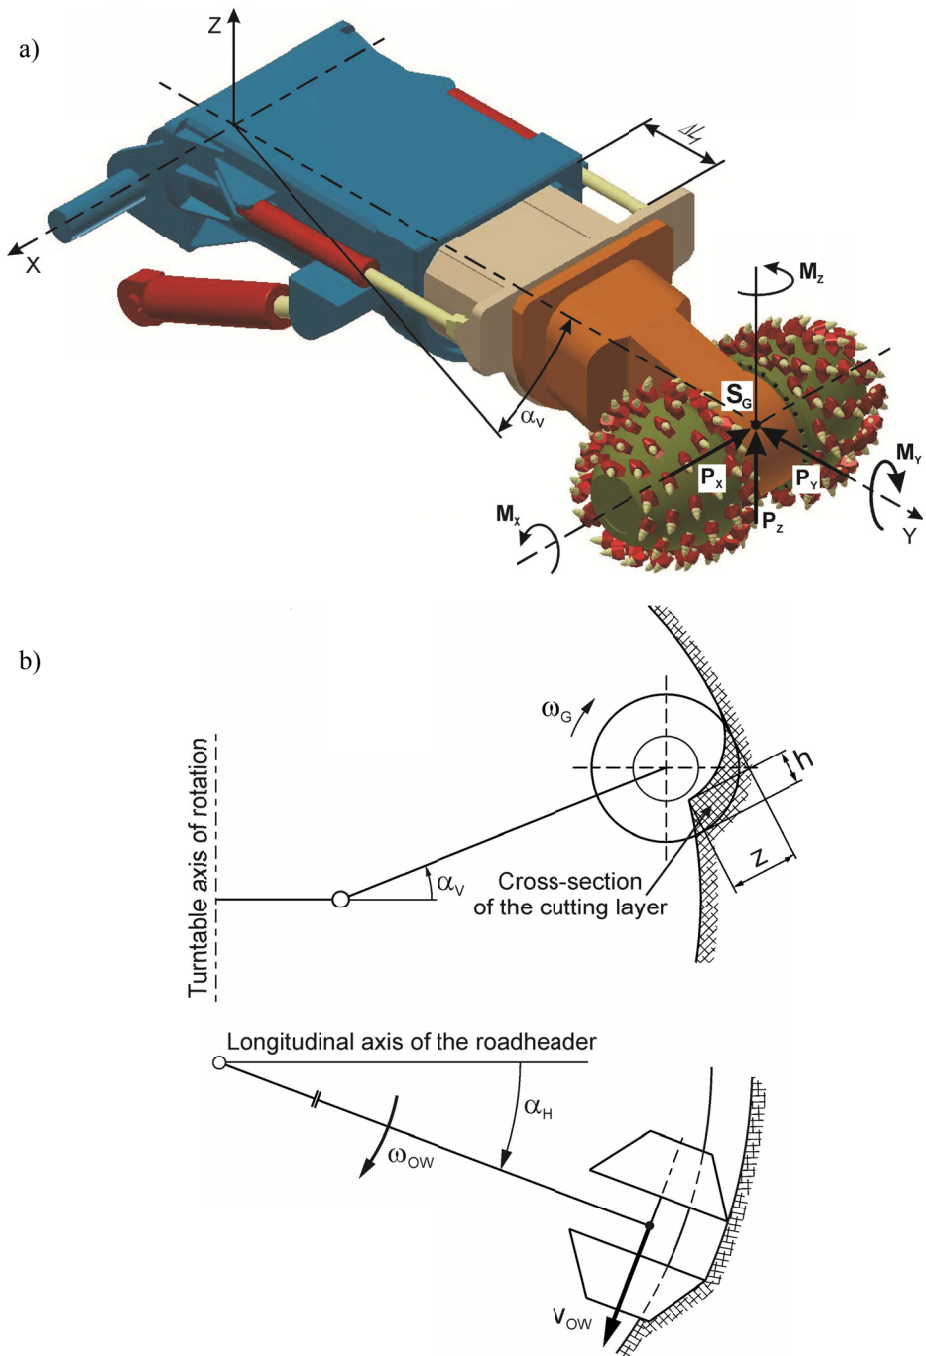 a)
Z
X
Δl₁
α_V
M_Z
S_G
M_Y
P_X
P_Y
M_X
P_Z
Y
b)
ω_G
h
z
Turntable axis of rotation
α_V
Cross-section
of the cutting layer
Longitudinal axis of the roadheader
α_H
ω_OW
v_OW